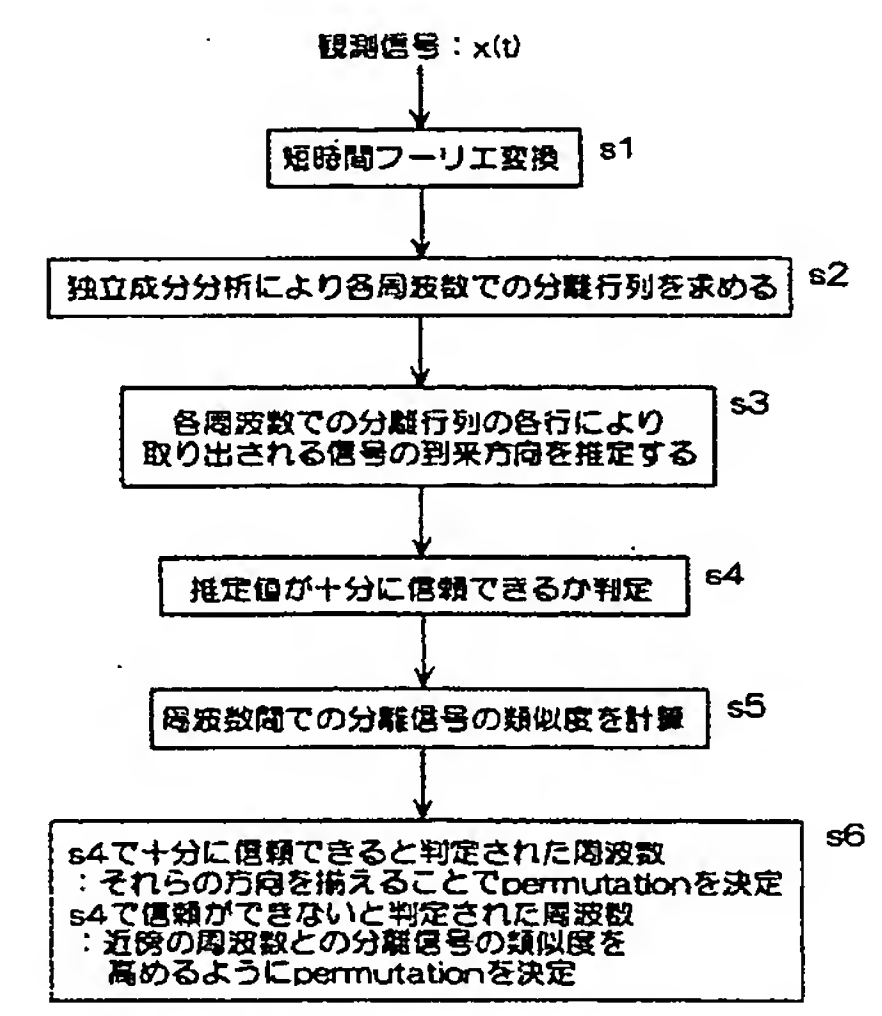 観測信号：x(t)
短時間フーリエ変換
s1
独立成分分析により各周波数での分離行列を求める
s2
各周波数での分離行列の各行により
取り出される信号の到来方向を推定する
s3
推定値が十分に信頼できるか判定
s4
周波数間での分離信号の類似度を計算
s5
s4で十分に信頼できると判定された周波数
：それらの方向を揃えることでpermutationを決定
s4で信頼ができないと判定された周波数
：近傍の周波数との分離信号の類似度を
高めるようにpermutationを決定
s6